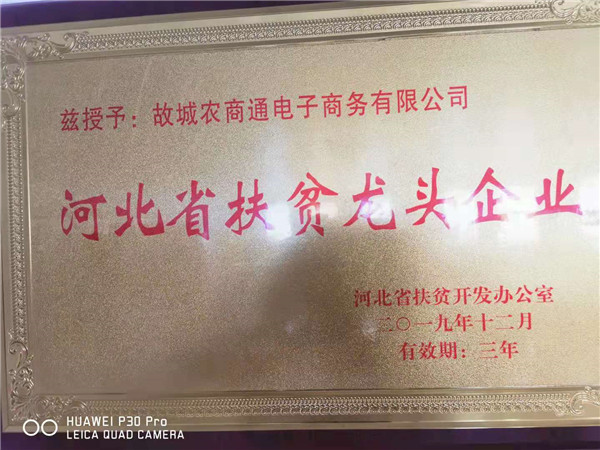 兹授予：故城农商通电子商务有限公司
河北省扶贫龙头企业
河北省扶贫开发办公室
二〇一九年十二月
有效期：三年
HUAWEI P30 Pro
LEICA QUAD CAMERA